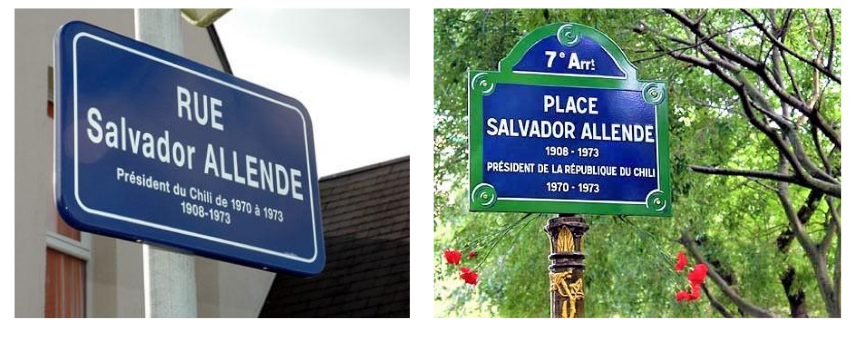 RUE
Salvador ALLENDE
Président du Chili de 1970 à 1973
1908-1973
7e Arrt
PLACE
SALVADOR ALLENDE
1908 - 1973
PRÉSIDENT DE LA RÉPUBLIQUE DU CHILI
1970 - 1973